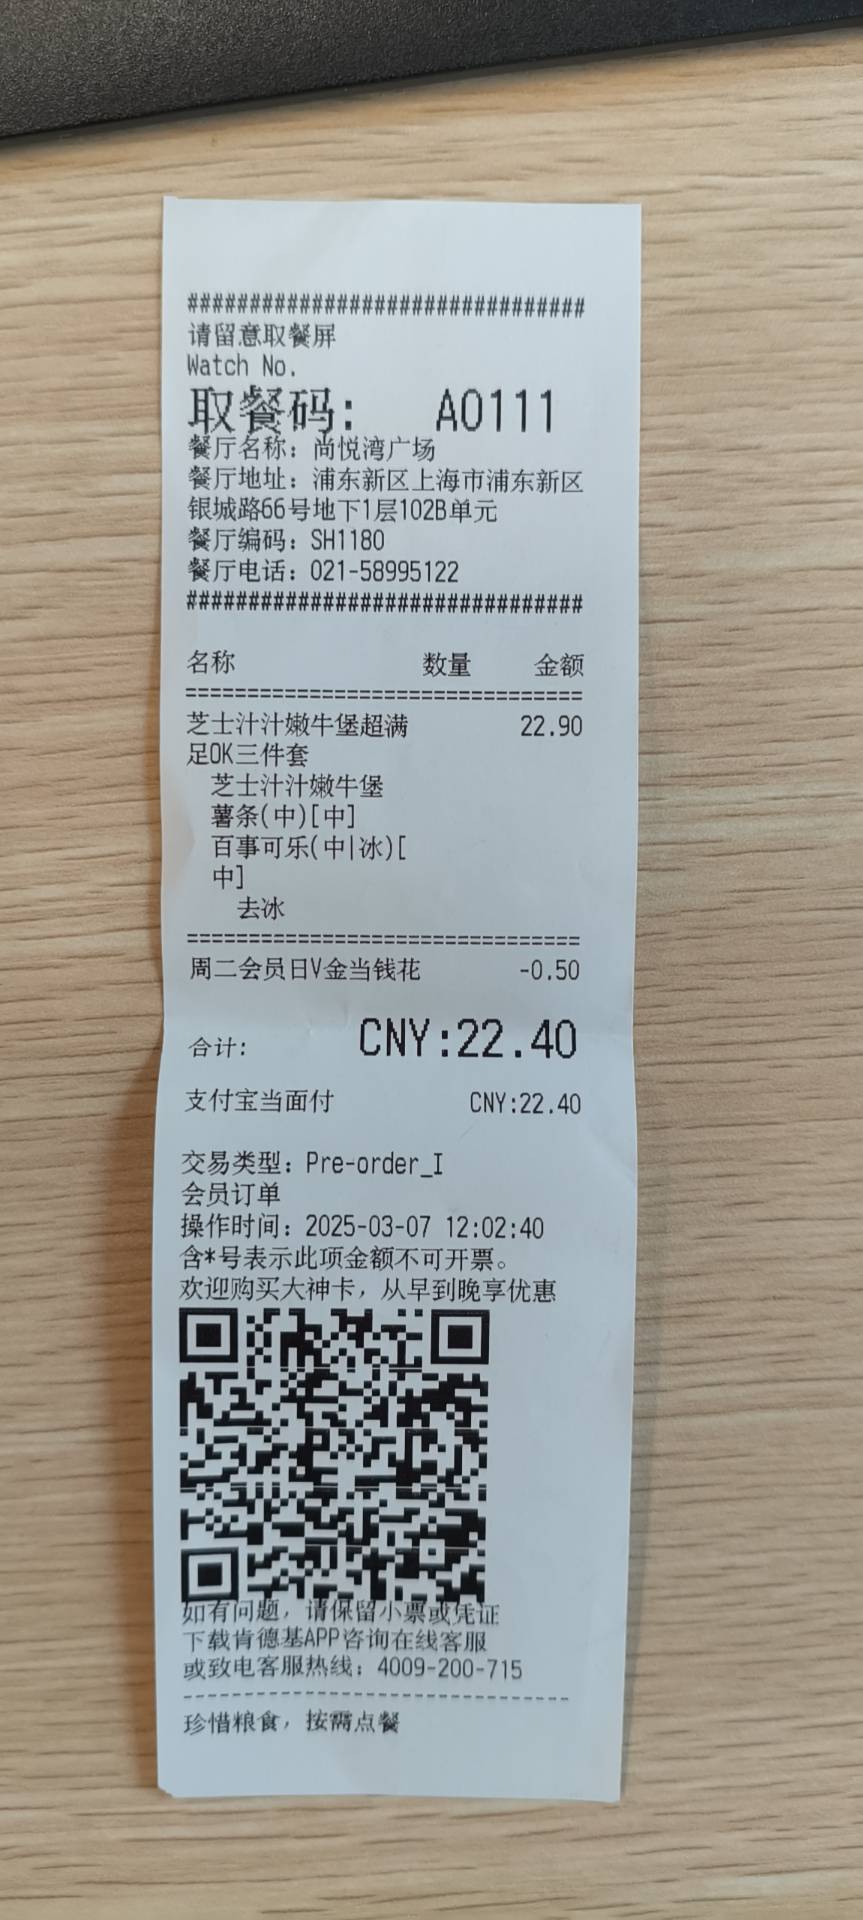 ################################
请留意取餐屏
Watch No.
取餐码: A0111
餐厅名称: 尚悦湾广场
餐厅地址: 浦东新区上海市浦东新区
银城路66号地下1层102B单元
餐厅编码: SH1180
餐厅电话: 021-58995122
################################
名称 数量 金额
================================
芝士汁汁嫩牛堡超满 22.90
足OK三件套
芝士汁汁嫩牛堡
薯条(中)[中]
百事可乐(中|冰)[
中]
去冰
================================
周二会员日V金当钱花 -0.50
合计: CNY:22.40
支付宝当面付 CNY:22.40
交易类型: Pre-order_I
会员订单
操作时间: 2025-03-07 12:02:40
含*号表示此项金额不可开票。
欢迎购买大神卡，从早到晚享优惠
如有问题，请保留小票或凭证
下载肯德基APP咨询在线客服
或致电客服热线: 4009-200-715
--------------------------------
珍惜粮食，按需点餐